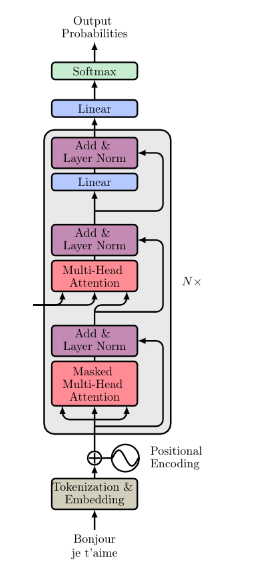 Output
Probabilities
Softmax
Linear
Add &
Layer Norm
Linear
Add &
Layer Norm
Multi-Head
Attention
N×
Add &
Layer Norm
Masked
Multi-Head
Attention
Positional
Encoding
Tokenization &
Embedding
Bonjour
je t'aime